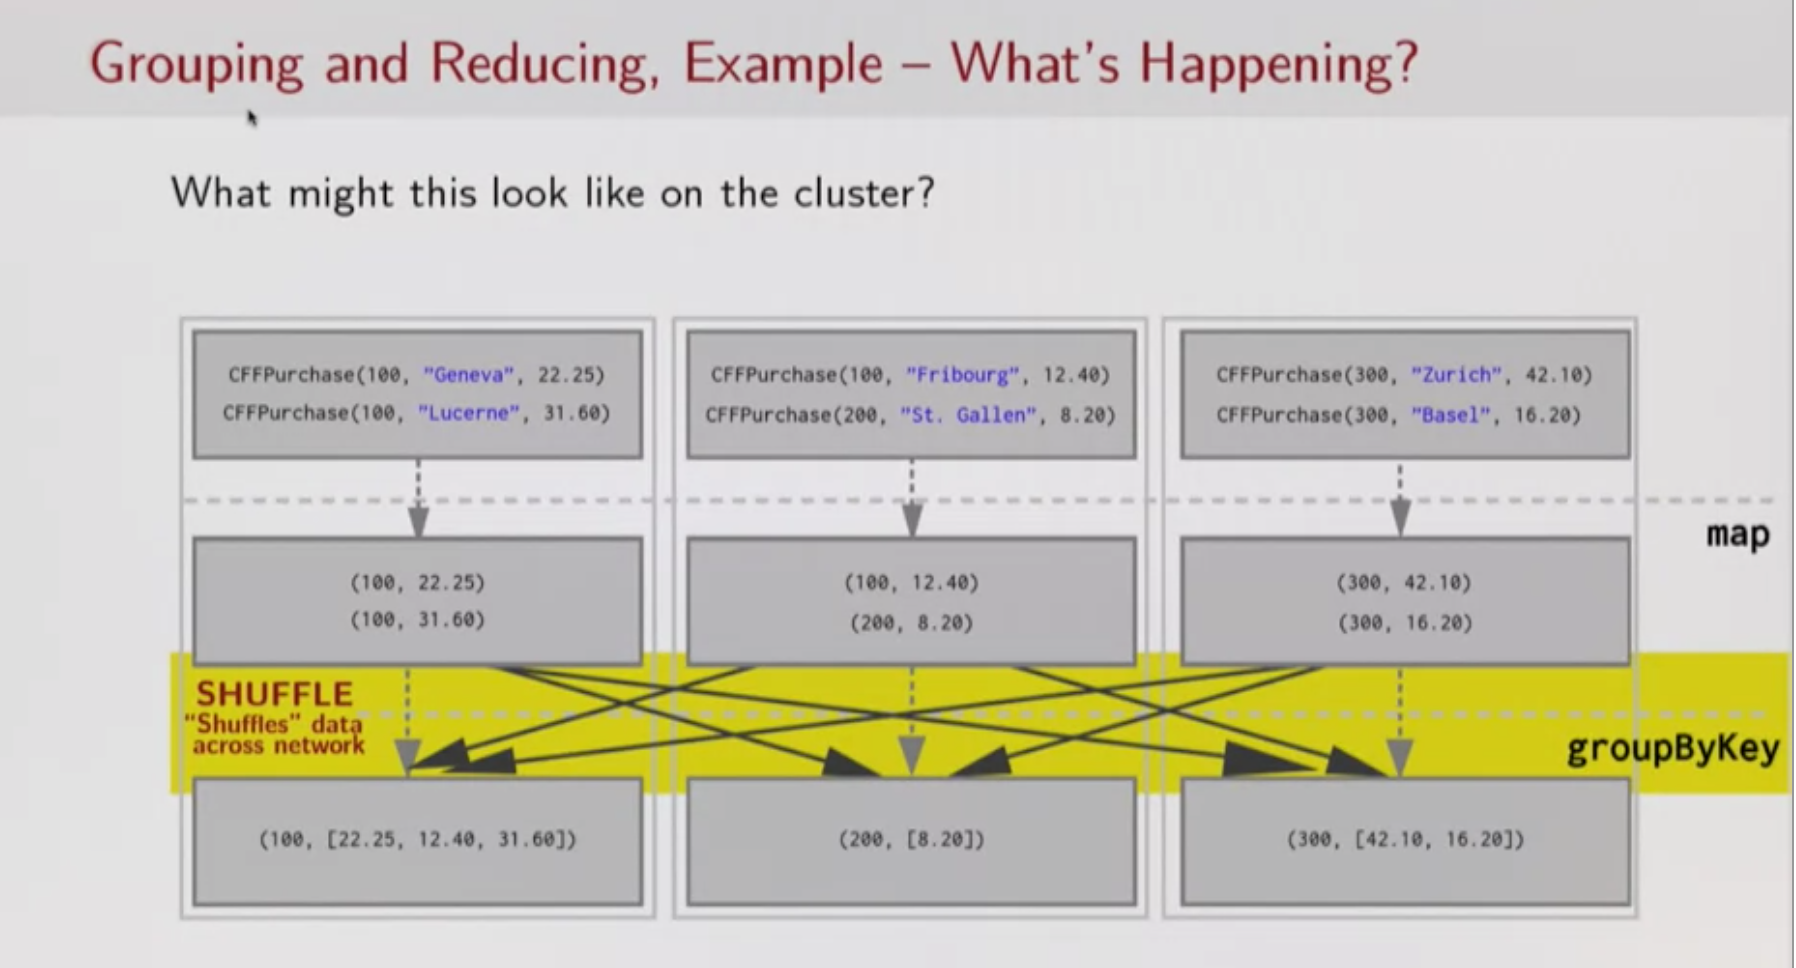 Grouping and Reducing, Example – What's Happening?
What might this look like on the cluster?
CFFPurchase(100, "Geneva", 22.25)
CFFPurchase(100, "Lucerne", 31.60)
CFFPurchase(100, "Fribourg", 12.40)
CFFPurchase(200, "St. Gallen", 8.20)
CFFPurchase(300, "Zurich", 42.10)
CFFPurchase(300, "Basel", 16.20)
map
(100, 22.25)
(100, 31.60)
(100, 12.40)
(200, 8.20)
(300, 42.10)
(300, 16.20)
SHUFFLE
"Shuffles" data
across network
groupByKey
(100, [22.25, 12.40, 31.60])
(200, [8.20])
(300, [42.10, 16.20])